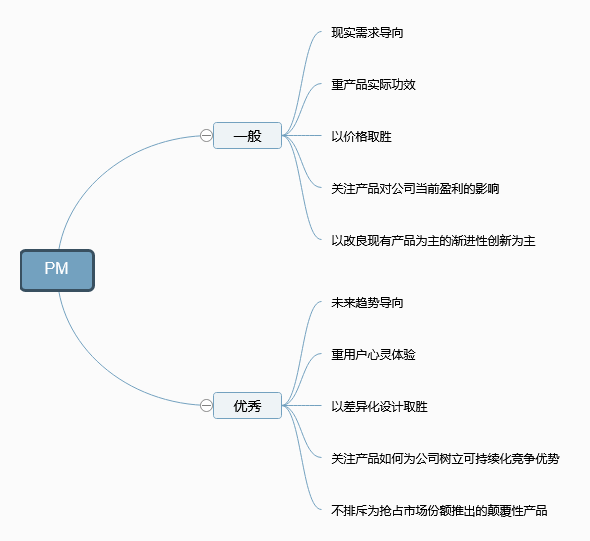 PM
一般
现实需求导向
重产品实际功效
以价格取胜
关注产品对公司当前盈利的影响
以改良现有产品为主的渐进性创新为主
优秀
未来趋势导向
重用户心灵体验
以差异化设计取胜
关注产品如何为公司树立可持续化竞争优势
不排斥为抢占市场份额推出的颠覆性产品